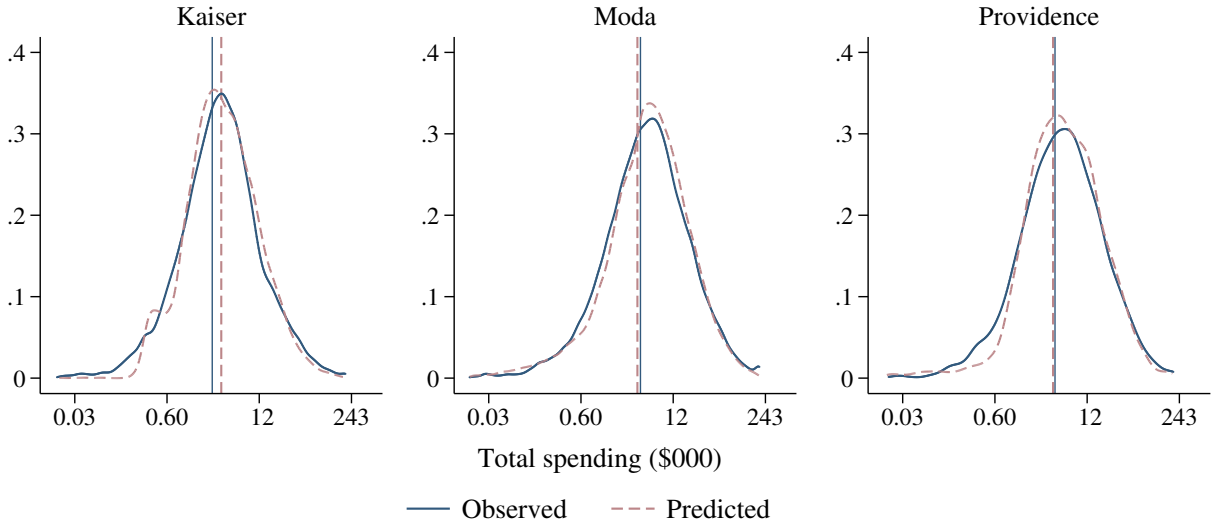 Kaiser Moda Providence
.4 .4 .4
.3 .3 .3
.2 .2 .2
.1 .1 .1
0 0 0
0.03 0.60 12 243 0.03 0.60 12 243 0.03 0.60 12 243
Total spending ($000)
Observed Predicted